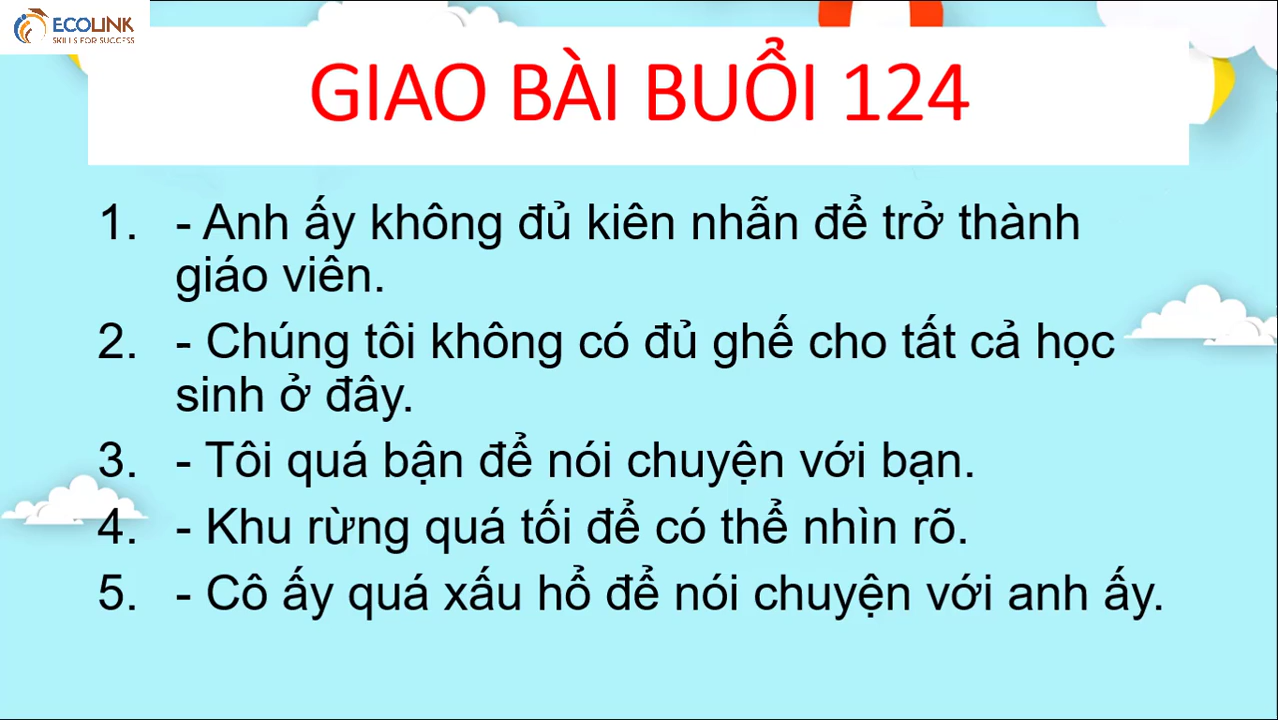 ECOLINK
SKILLS FOR SUCCESS
GIAO BÀI BUỔI 124
1. - Anh ấy không đủ kiên nhẫn để trở thành
giáo viên.
2. - Chúng tôi không có đủ ghế cho tất cả học
sinh ở đây.
3. - Tôi quá bận để nói chuyện với bạn.
4. - Khu rừng quá tối để có thể nhìn rõ.
5. - Cô ấy quá xấu hổ để nói chuyện với anh ấy.